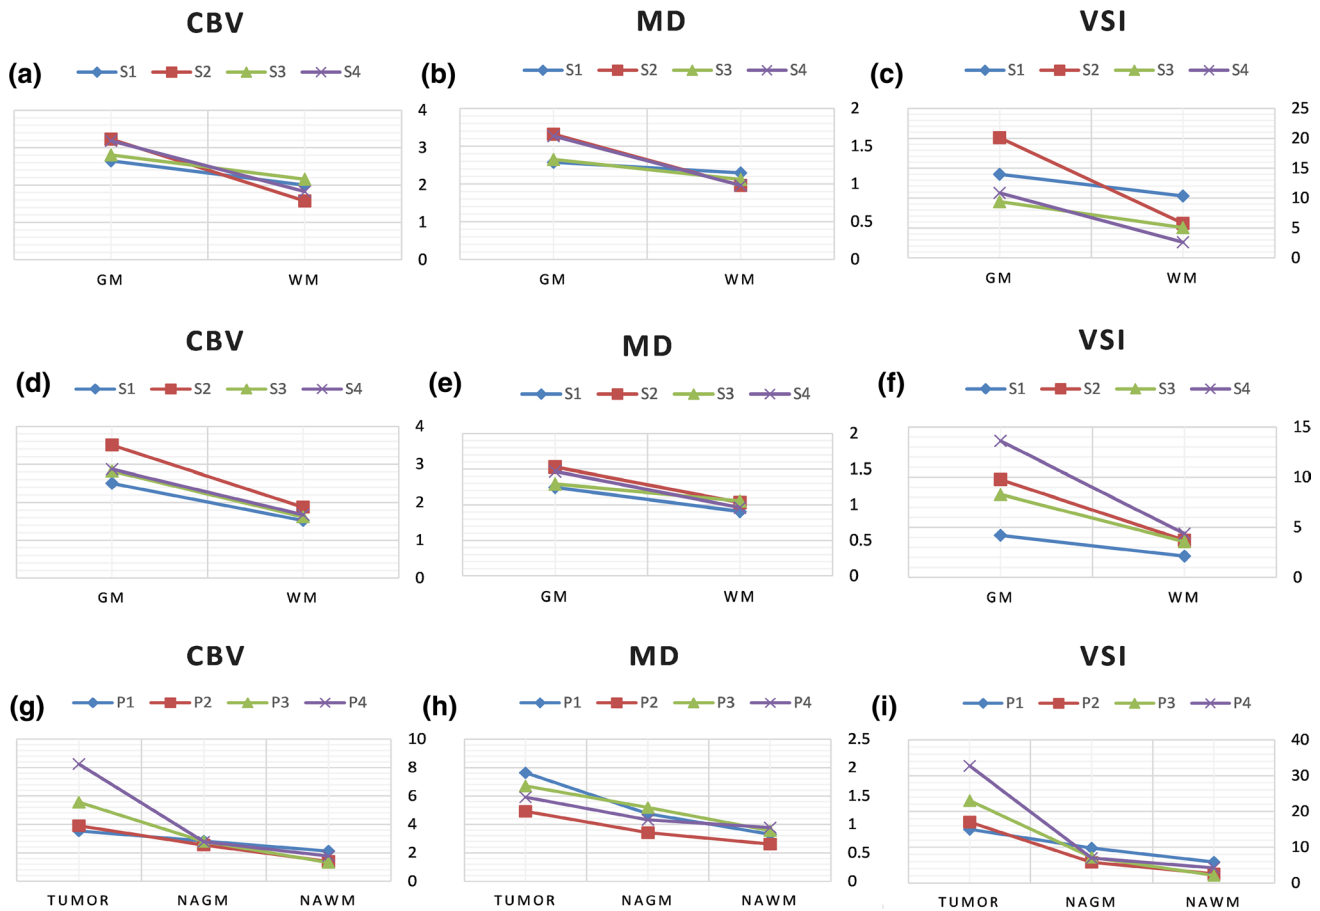 CBV
MD
VSI
(a) S1 S2 S3 S4
(b) S1 S2 S3 S4
(c) S1 S2 S3 S4
4
3
2
1
0
GM WM
2
1.5
1
0.5
0
GM WM
25
20
15
10
5
0
GM WM
CBV
MD
VSI
(d) S1 S2 S3 S4
(e) S1 S2 S3 S4
(f) S1 S2 S3 S4
4
3
2
1
0
GM WM
2
1.5
1
0.5
0
GM WM
15
10
5
0
GM WM
CBV
MD
VSI
(g) P1 P2 P3 P4
(h) P1 P2 P3 P4
(i) P1 P2 P3 P4
10
8
6
4
2
0
TUMOR NAGM NAWM
2.5
2
1.5
1
0.5
0
TUMOR NAGM NAWM
40
30
20
10
0
TUMOR NAGM NAWM